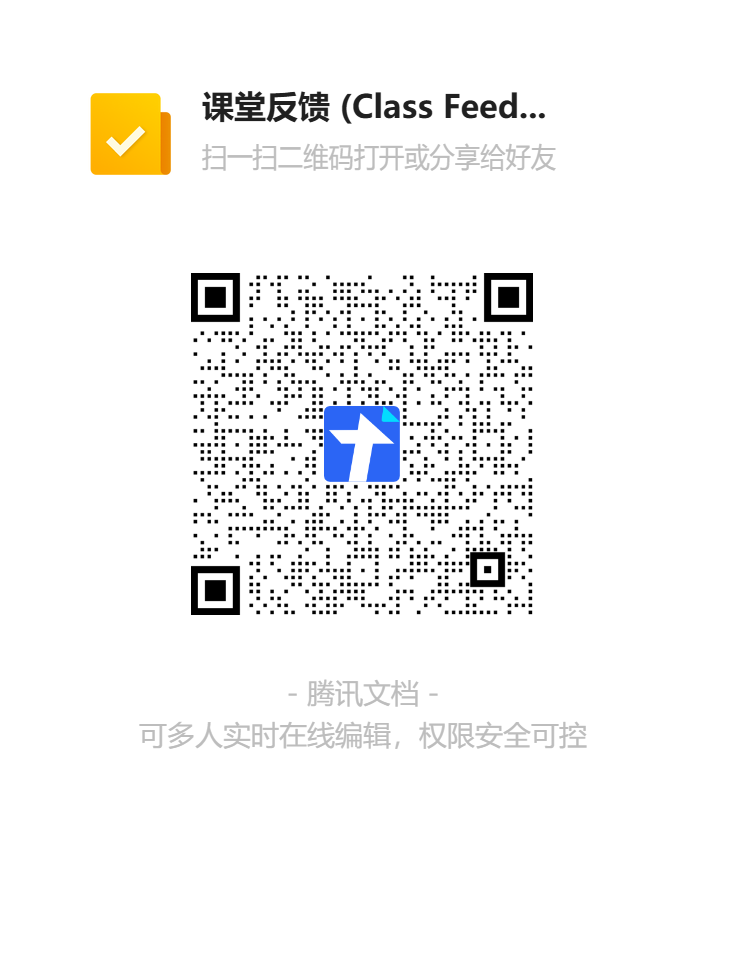 课堂反馈 (Class Feed...
扫一扫二维码打开或分享给好友
- 腾讯文档 -
可多人实时在线编辑，权限安全可控